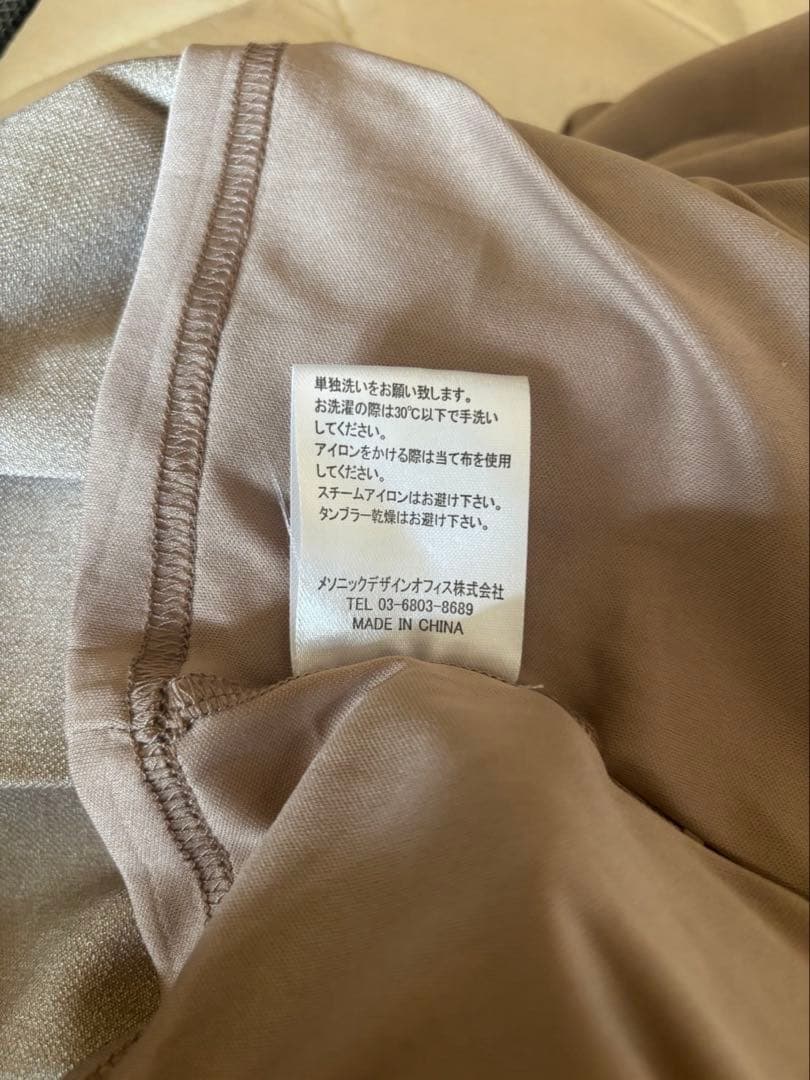 単独洗いをお願い致します。
お洗濯の際は30℃以下で手洗い
してください。
アイロンをかける際は当て布を使用
してください。
スチームアイロンはお避け下さい。
タンブラー乾燥はお避け下さい。
メソニックデザインオフィス株式会社
TEL 03-6803-8689
MADE IN CHINA